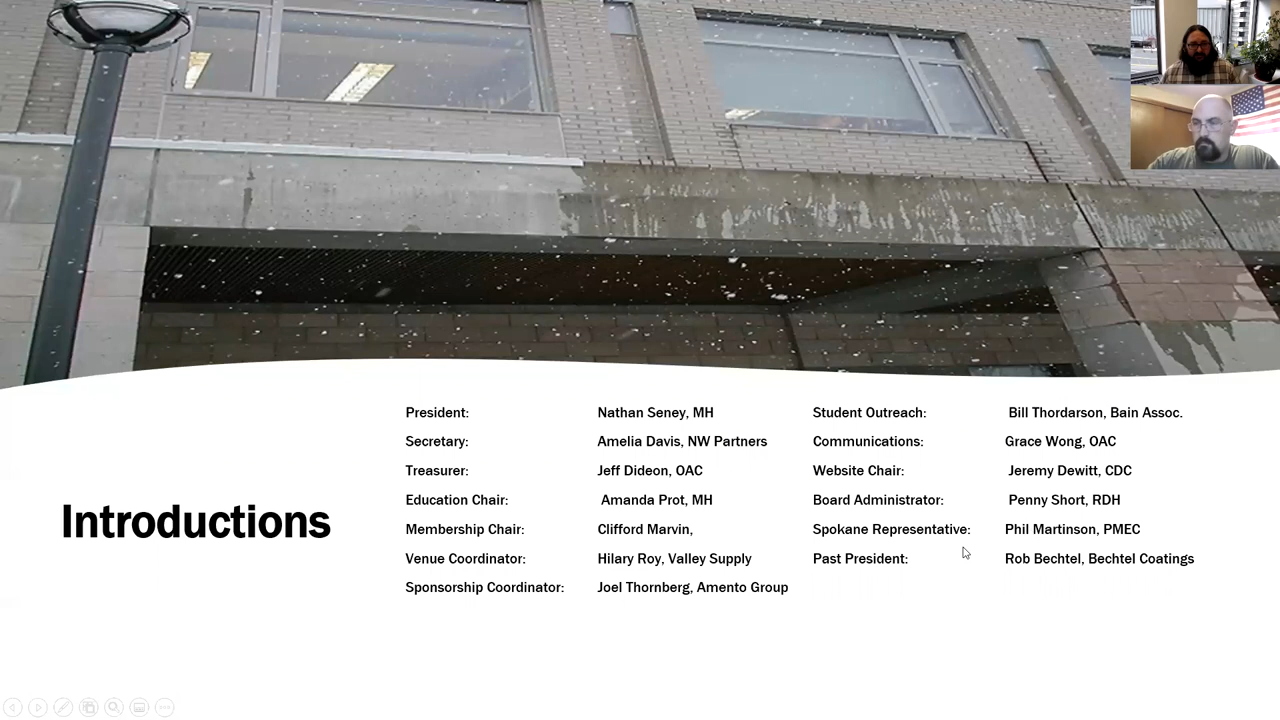 Introductions
President: Nathan Seney, MH
Secretary: Amelia Davis, NW Partners
Treasurer: Jeff Dideon, OAC
Education Chair: Amanda Prot, MH
Membership Chair: Clifford Marvin,
Venue Coordinator: Hilary Roy, Valley Supply
Sponsorship Coordinator: Joel Thornberg, Amento Group
Student Outreach: Bill Thordarson, Bain Assoc.
Communications: Grace Wong, OAC
Website Chair: Jeremy Dewitt, CDC
Board Administrator: Penny Short, RDH
Spokane Representative: Phil Martinson, PMEC
Past President: Rob Bechtel, Bechtel Coatings